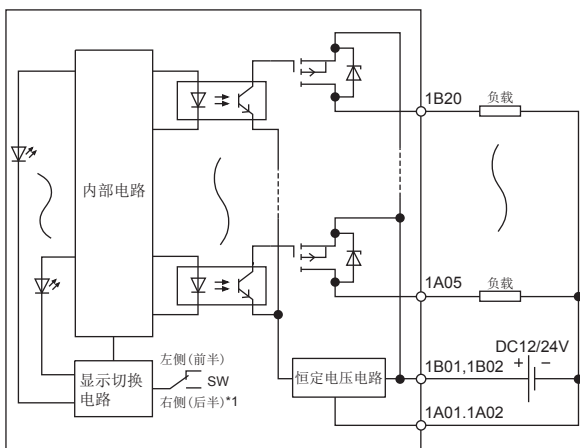 1B20
负载
内部电路
1A05
负载
DC12/24V
左侧(前半)
1B01,1B02
+
−
显示切换
电路
SW
恒定电压电路
右侧(后半)*1
1A01.1A02